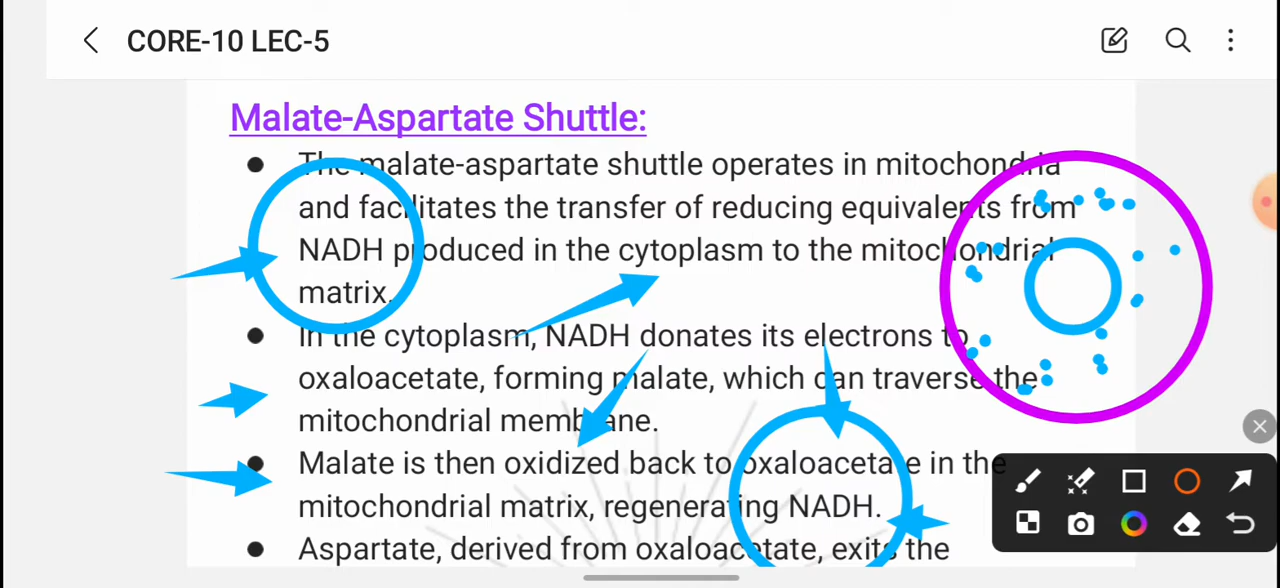 CORE-10 LEC-5
Malate-Aspartate Shuttle:
● The malate-aspartate shuttle operates in mitochondria
and facilitates the transfer of reducing equivalents from
NADH produced in the cytoplasm to the mitochondrial
matrix.
● In the cytoplasm, NADH donates its electrons to
oxaloacetate, forming malate, which can traverse the
mitochondrial membrane.
● Malate is then oxidized back to oxaloacetate in the
mitochondrial matrix, regenerating NADH.
● Aspartate, derived from oxaloacetate, exits the